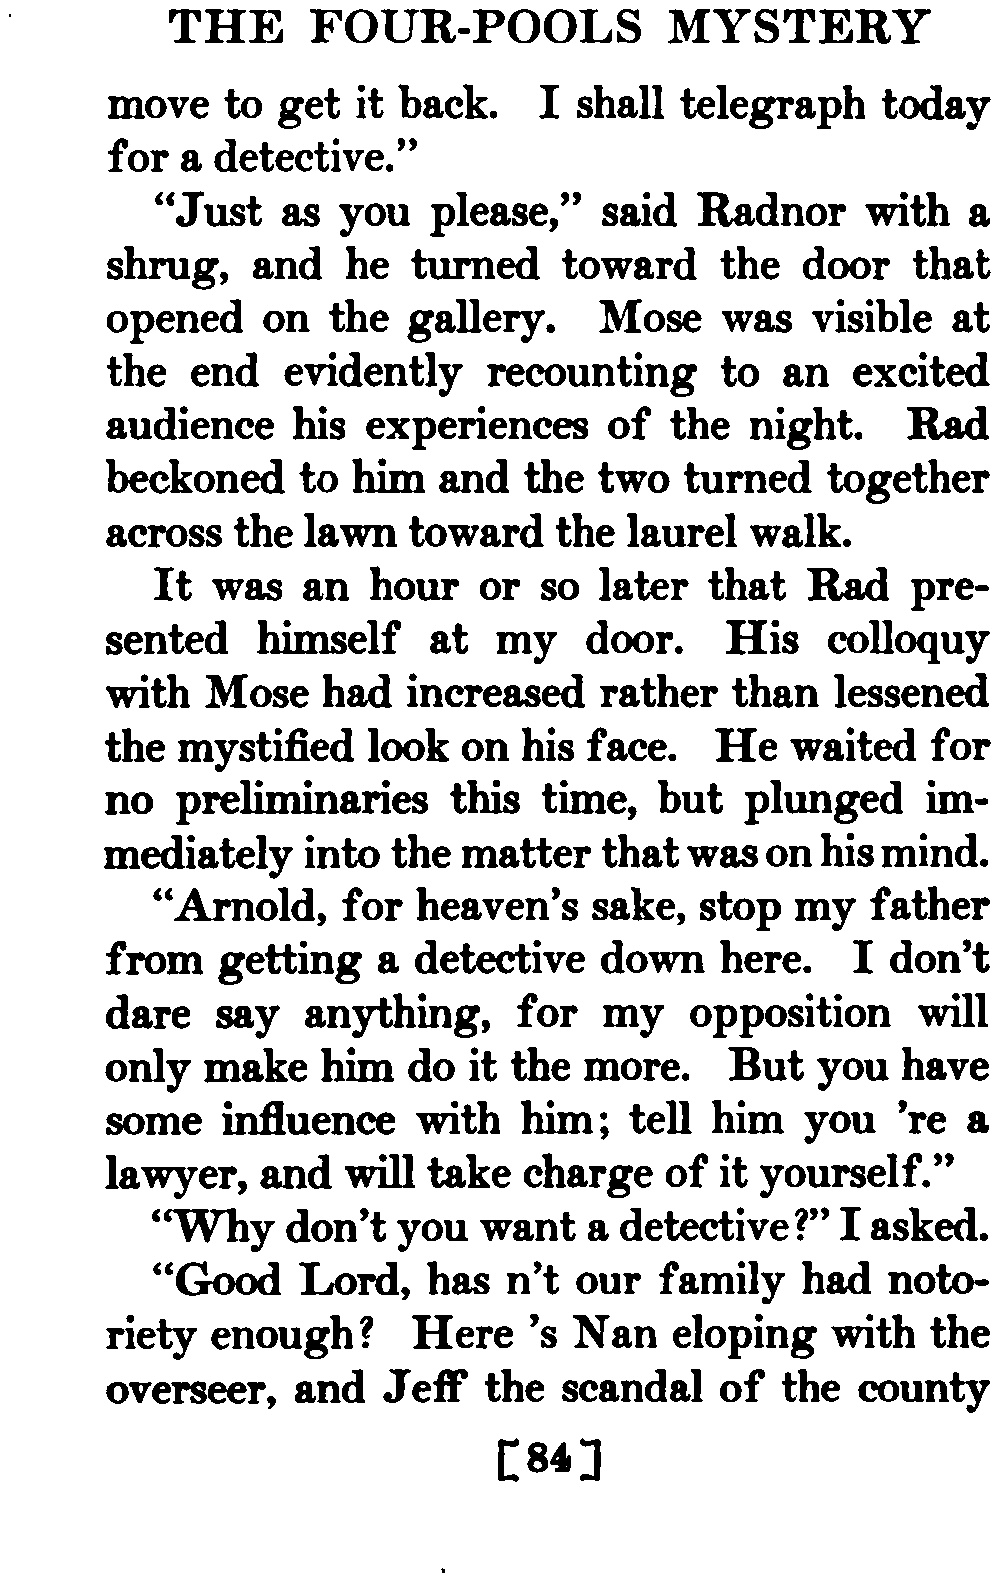 THE FOUR-POOLS MYSTERY
move to get it back. I shall telegraph today
for a detective.”
“Just as you please,” said Radnor with a
shrug, and he turned toward the door that
opened on the gallery. Mose was visible at
the end evidently recounting to an excited
audience his experiences of the night. Rad
beckoned to him and the two turned together
across the lawn toward the laurel walk.
It was an hour or so later that Rad pre-
sented himself at my door. His colloquy
with Mose had increased rather than lessened
the mystified look on his face. He waited for
no preliminaries this time, but plunged im-
mediately into the matter that was on his mind.
“Arnold, for heaven’s sake, stop my father
from getting a detective down here. I don’t
dare say anything, for my opposition will
only make him do it the more. But you have
some influence with him; tell him you ’re a
lawyer, and will take charge of it yourself.”
“Why don’t you want a detective?” I asked.
“Good Lord, has n’t our family had noto-
riety enough? Here ’s Nan eloping with the
overseer, and Jeff the scandal of the county
[84]